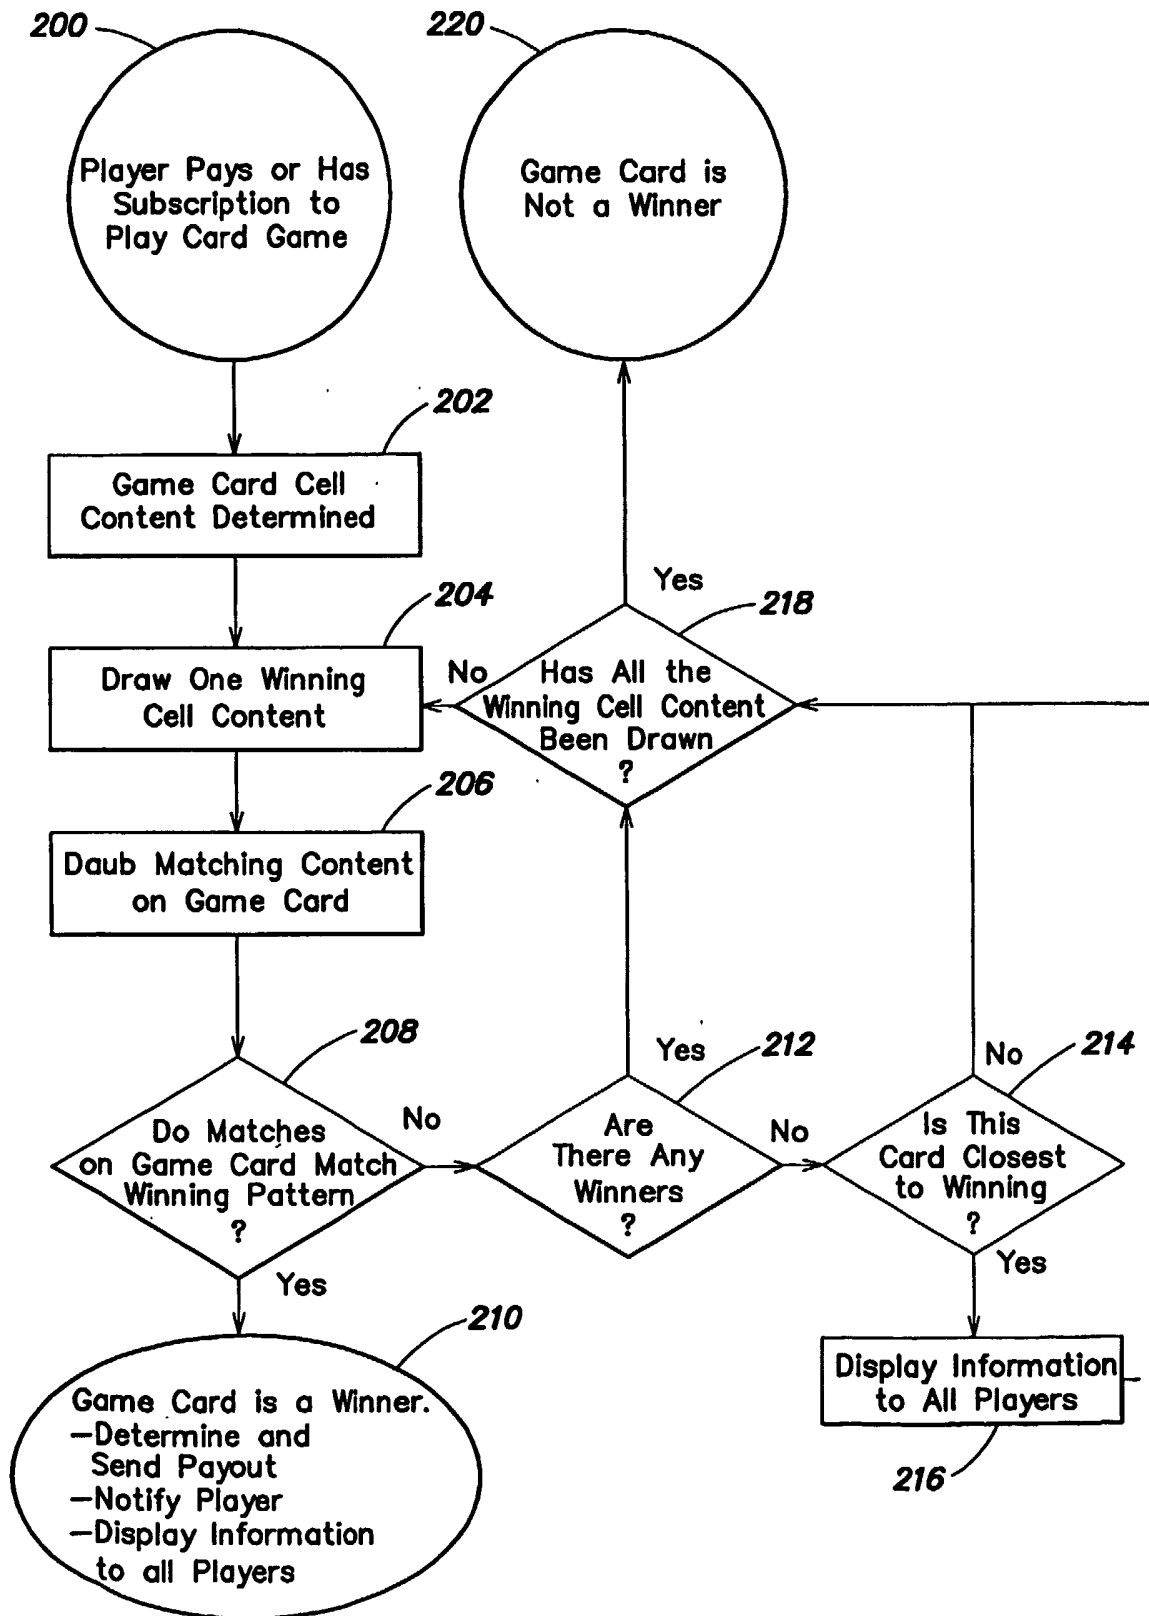 200
Player Pays or Has
Subscription to
Play Card Game
220
Game Card is
Not a Winner
202
Game Card Cell
Content Determined
204
Draw One Winning
Cell Content
Yes
218
No
Has All the
Winning Cell Content
Been Drawn
?
206
Daub Matching Content
on Game Card
208
Do Matches
on Game Card Match
Winning Pattern
?
No
Yes
Yes
212
Are
There Any
Winners
?
No
No
214
Is This
Card Closest
to Winning
?
Yes
210
Game Card is a Winner.
-Determine and
Send Payout
-Notify Player
-Display Information
to all Players
Display Information
to All Players
216